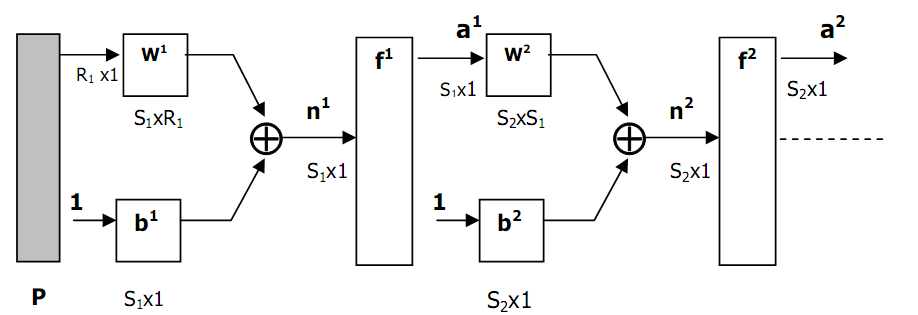 a¹ a²
W¹ f¹ W² f²
R₁ x1 S₁x1 S₂x1
S₁xR₁ n¹ S₂xS₁ n²
S₁x1 S₂x1
1 b¹ 1 b²
P S₁x1 S₂x1